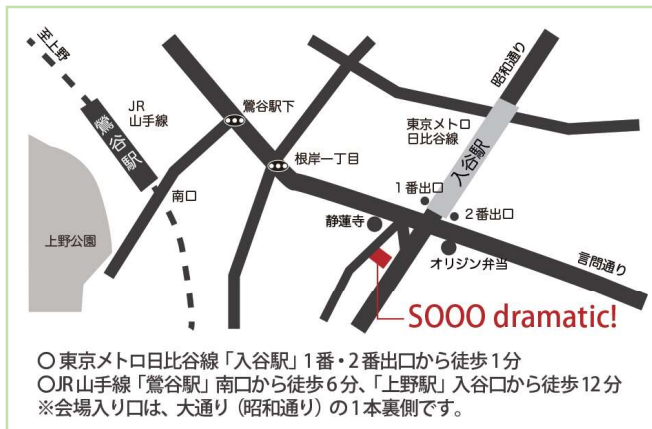 至上野
JR
山手線
鶯谷駅
鶯谷駅下
昭和通り
東京メトロ
日比谷線
入谷駅
根岸一丁目
南口
1番出口
2番出口
静蓮寺
上野公園
オリジン弁当
言問通り
SOOO dramatic!
○東京メトロ日比谷線「入谷駅」1番・2番出口から徒歩1分
○JR山手線「鶯谷駅」南口から徒歩6分、「上野駅」入谷口から徒歩12分
※会場入り口は、大通り（昭和通り）の1本裏側です。